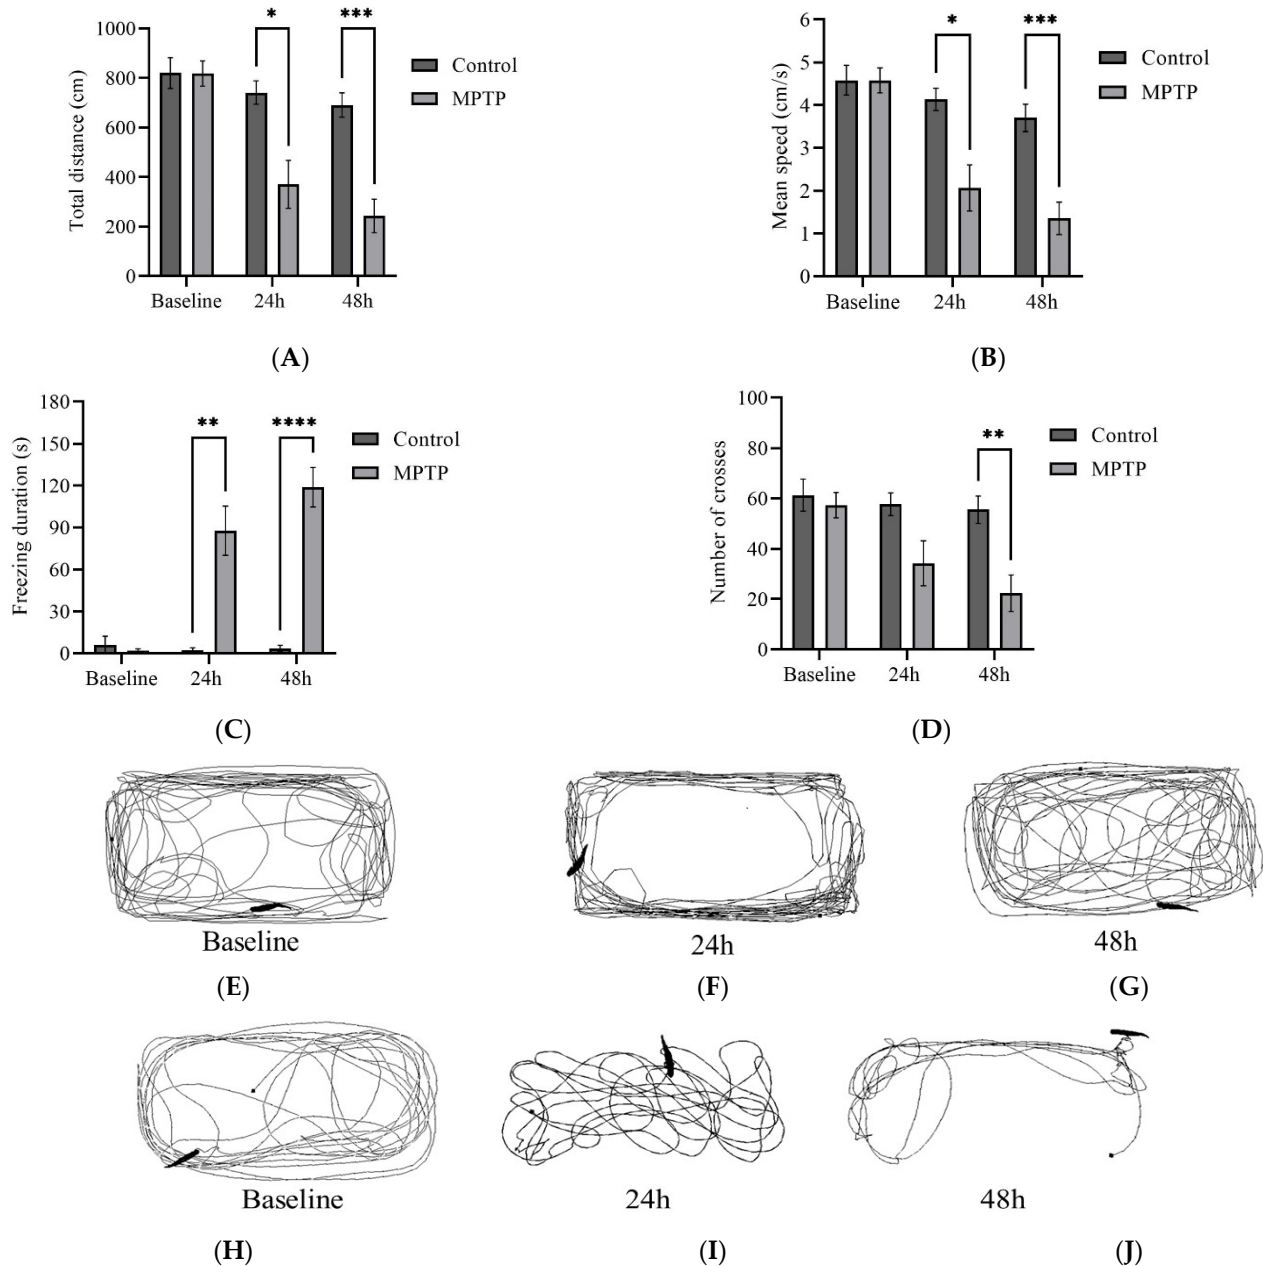 Total distance (cm)
1000
800
600
400
200
0
Baseline 24h 48h
* ***
Control
MPTP
(A)
Mean speed (cm/s)
6
5
4
3
2
1
0
Baseline 24h 48h
* ***
Control
MPTP
(B)
Freezing duration (s)
180
150
120
90
60
30
0
Baseline 24h 48h
** ****
Control
MPTP
(C)
Number of crosses
100
80
60
40
20
0
Baseline 24h 48h
**
Control
MPTP
(D)
Baseline 24h 48h
(E) (F) (G)
Baseline 24h 48h
(H) (I) (J)